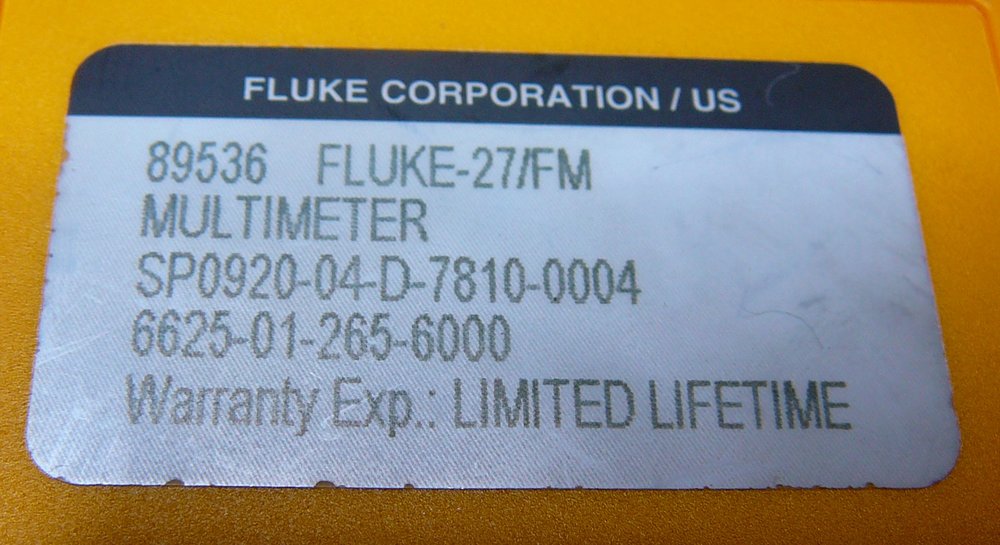 FLUKE CORPORATION / US
89536 FLUKE-27/FM
MULTIMETER
SP0920-04-D-7810-0004
6625-01-265-6000
Warranty Exp.: LIMITED LIFETIME